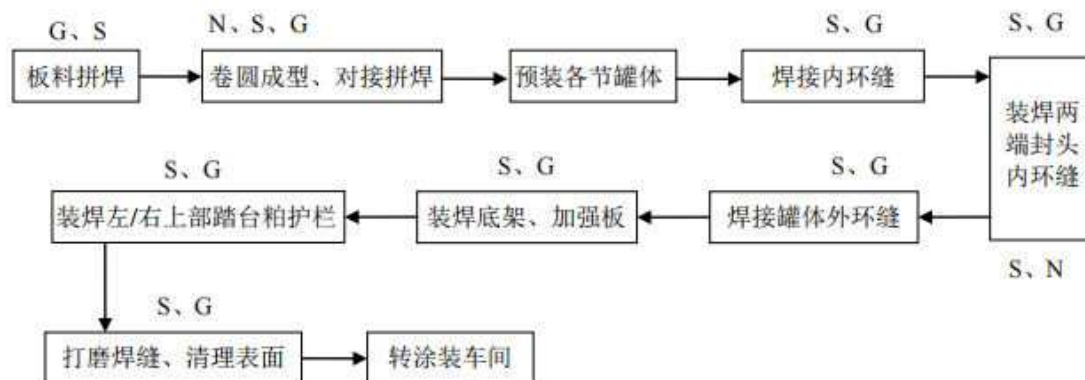 G、S
N、S、G
S、G
S、G
板料拼焊
卷圆成型、对接拼焊
预装各节罐体
焊接内环缝
装焊两
端封头
内环缝
S、N
S、G
S、G
S、G
焊接罐体外环缝
装焊底架、加强板
装焊左/右上部踏台粕护栏
S、G
打磨焊缝、清理表面
转涂装车间